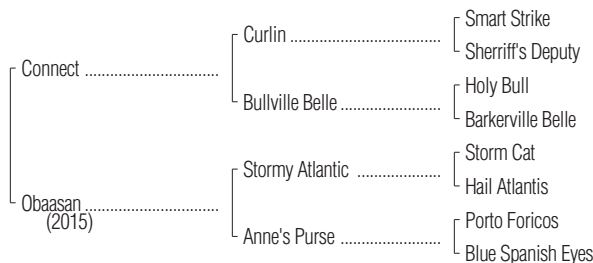 Smart Strike
Curlin ........................................
Sherriff's Deputy
Connect ...................................
Holy Bull
Bullville Belle ..........................
Barkerville Belle
Storm Cat
Stormy Atlantic ......................
Hail Atlantis
Obaasan ...................................
(2015)
Porto Foricos
Anne's Purse ..........................
Blue Spanish Eyes